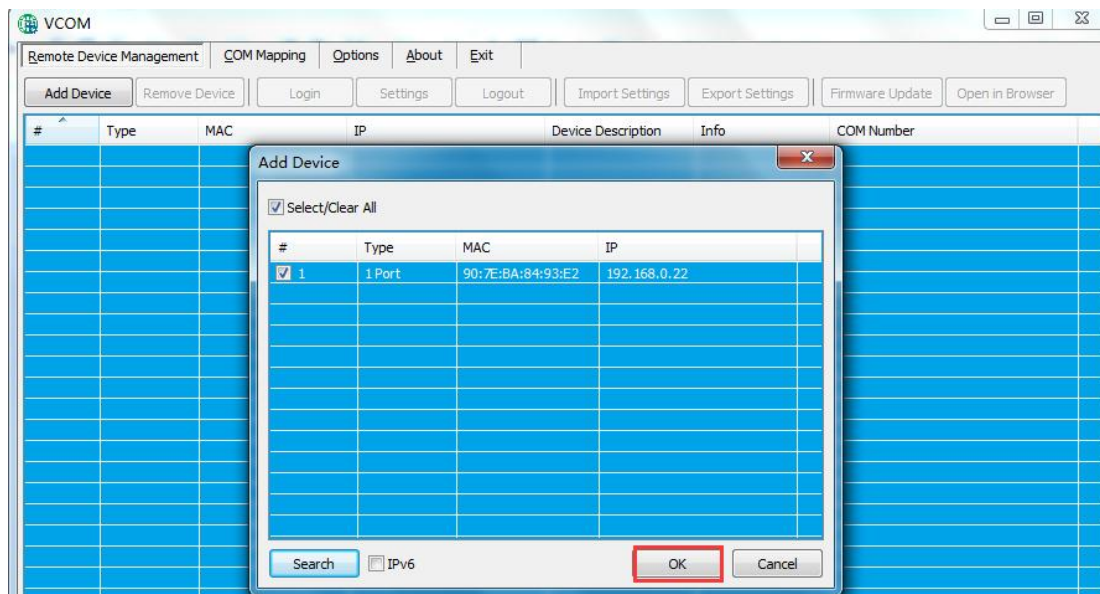 VCOM
Remote Device Management COM Mapping Options About Exit
Add Device Remove Device Login Settings Logout Import Settings Export Settings Firmware Update Open in Browser
# Type MAC IP Device Description Info COM Number
Add Device
Select/Clear All
# Type MAC IP
1 1 Port 90:7E:BA:84:93:E2 192.168.0.22
Search IPv6 OK Cancel